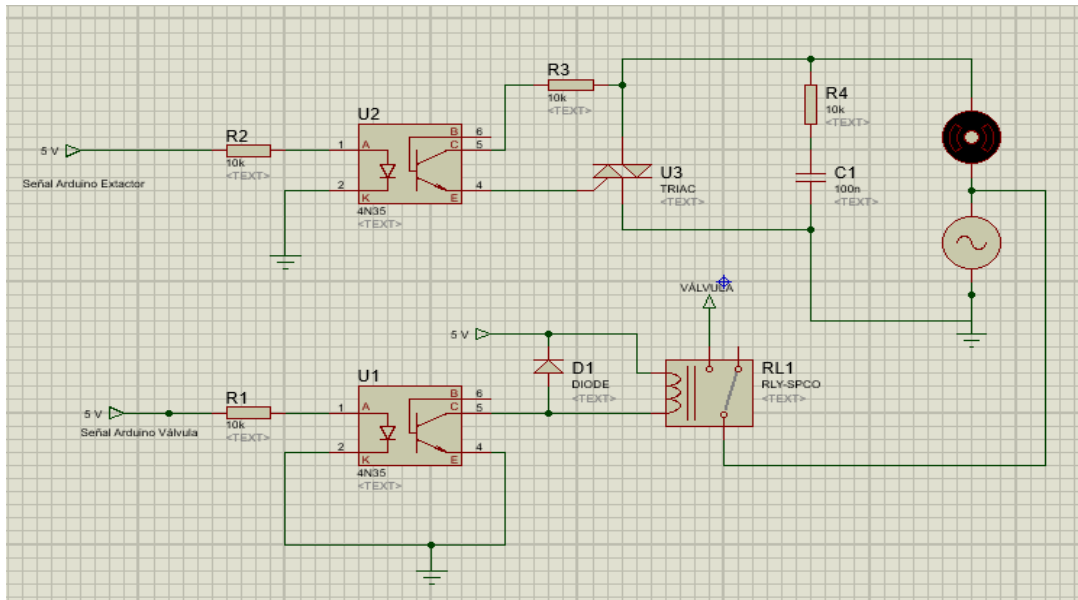 R3
10k
<TEXT>
R4
10k
<TEXT>
U2
R2
10k
<TEXT>
5 V
Señal Arduino Extactor
1
2
A
K
B
C
E
6
5
4
4N35
<TEXT>
U3
TRIAC
<TEXT>
C1
100n
<TEXT>
VÁLVULA
5 V
D1
DIODE
<TEXT>
RL1
RLY-SPCO
<TEXT>
U1
R1
10k
<TEXT>
5 V
Señal Arduino Válvula
1
2
A
K
B
C
E
6
5
4
4N35
<TEXT>